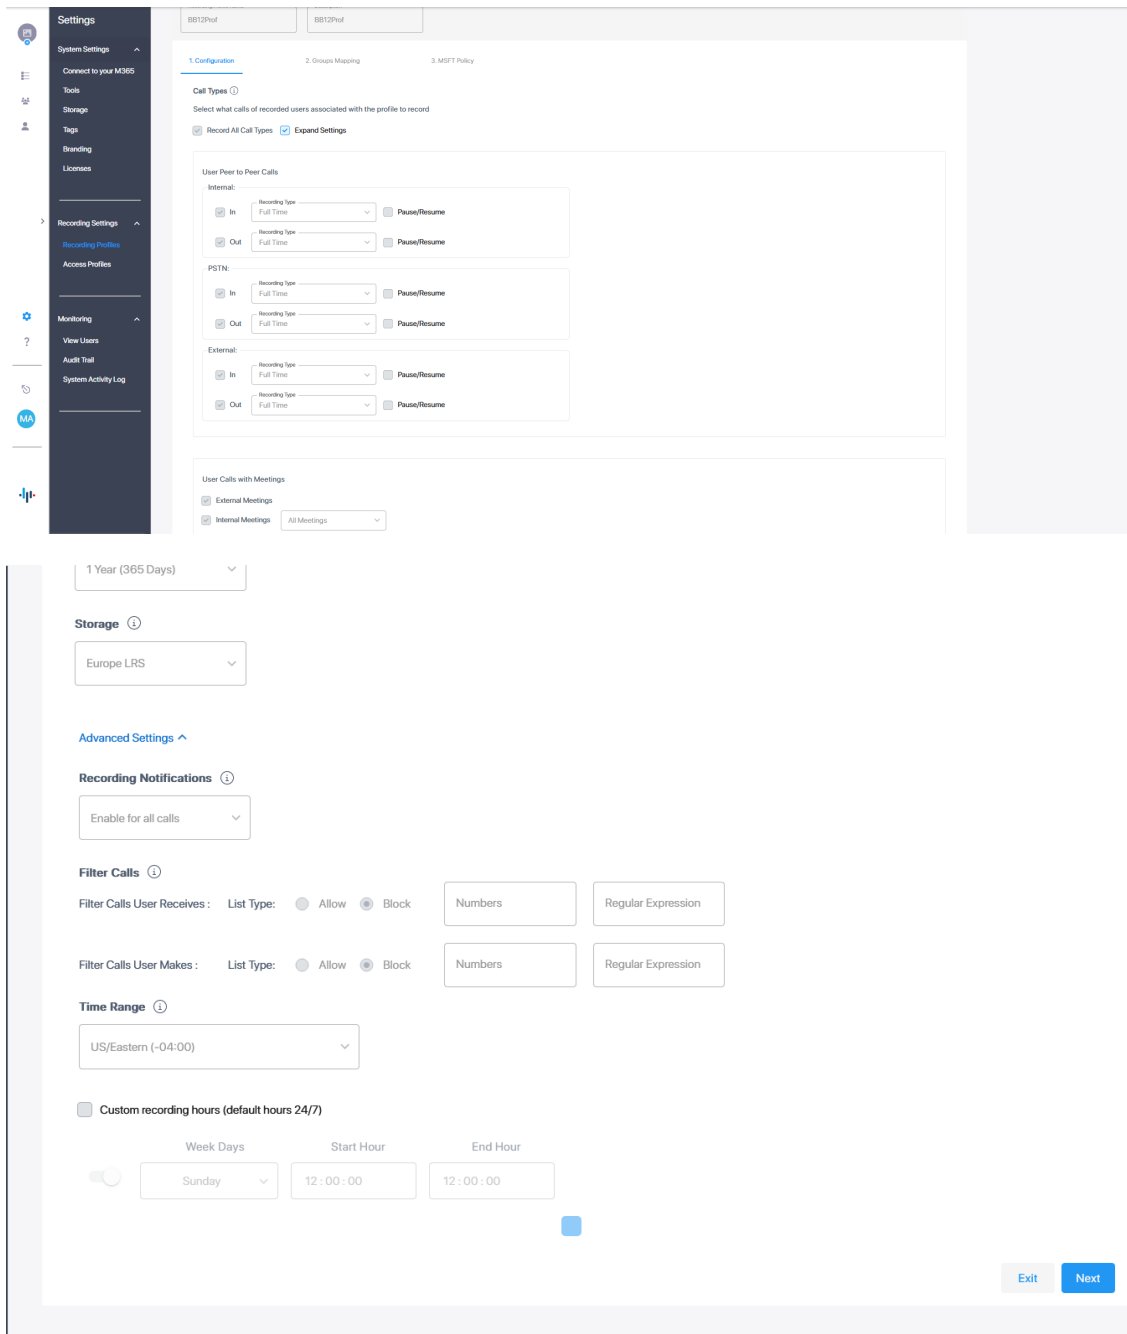 Settings
BB12Prof
BB12Prof
System Settings
Connect to your M365
Tools
Storage
Tags
Branding
Licenses
Recording Settings
Recording Profiles
Access Profiles
Monitoring
View Users
Audit Trail
System Activity Log
MA
1. Configuration
2. Groups Mapping
3. MSFT Policy
Call Types
Select what calls of recorded users associated with the profile to record
Record All Call Types
Expand Settings
User Peer to Peer Calls
Internal:
In
Recording Type
Full Time
Pause/Resume
Out
Recording Type
Full Time
Pause/Resume
PSTN:
In
Recording Type
Full Time
Pause/Resume
Out
Recording Type
Full Time
Pause/Resume
External:
In
Recording Type
Full Time
Pause/Resume
Out
Recording Type
Full Time
Pause/Resume
User Calls with Meetings
External Meetings
Internal Meetings
All Meetings
1 Year (365 Days)
Storage
Europe LRS
Advanced Settings
Recording Notifications
Enable for all calls
Filter Calls
Filter Calls User Receives : List Type: Allow Block Numbers Regular Expression
Filter Calls User Makes : List Type: Allow Block Numbers Regular Expression
Time Range
US/Eastern (-04:00)
Custom recording hours (default hours 24/7)
Week Days Start Hour End Hour
Sunday 12 : 00 : 00 12 : 00 : 00
Exit Next